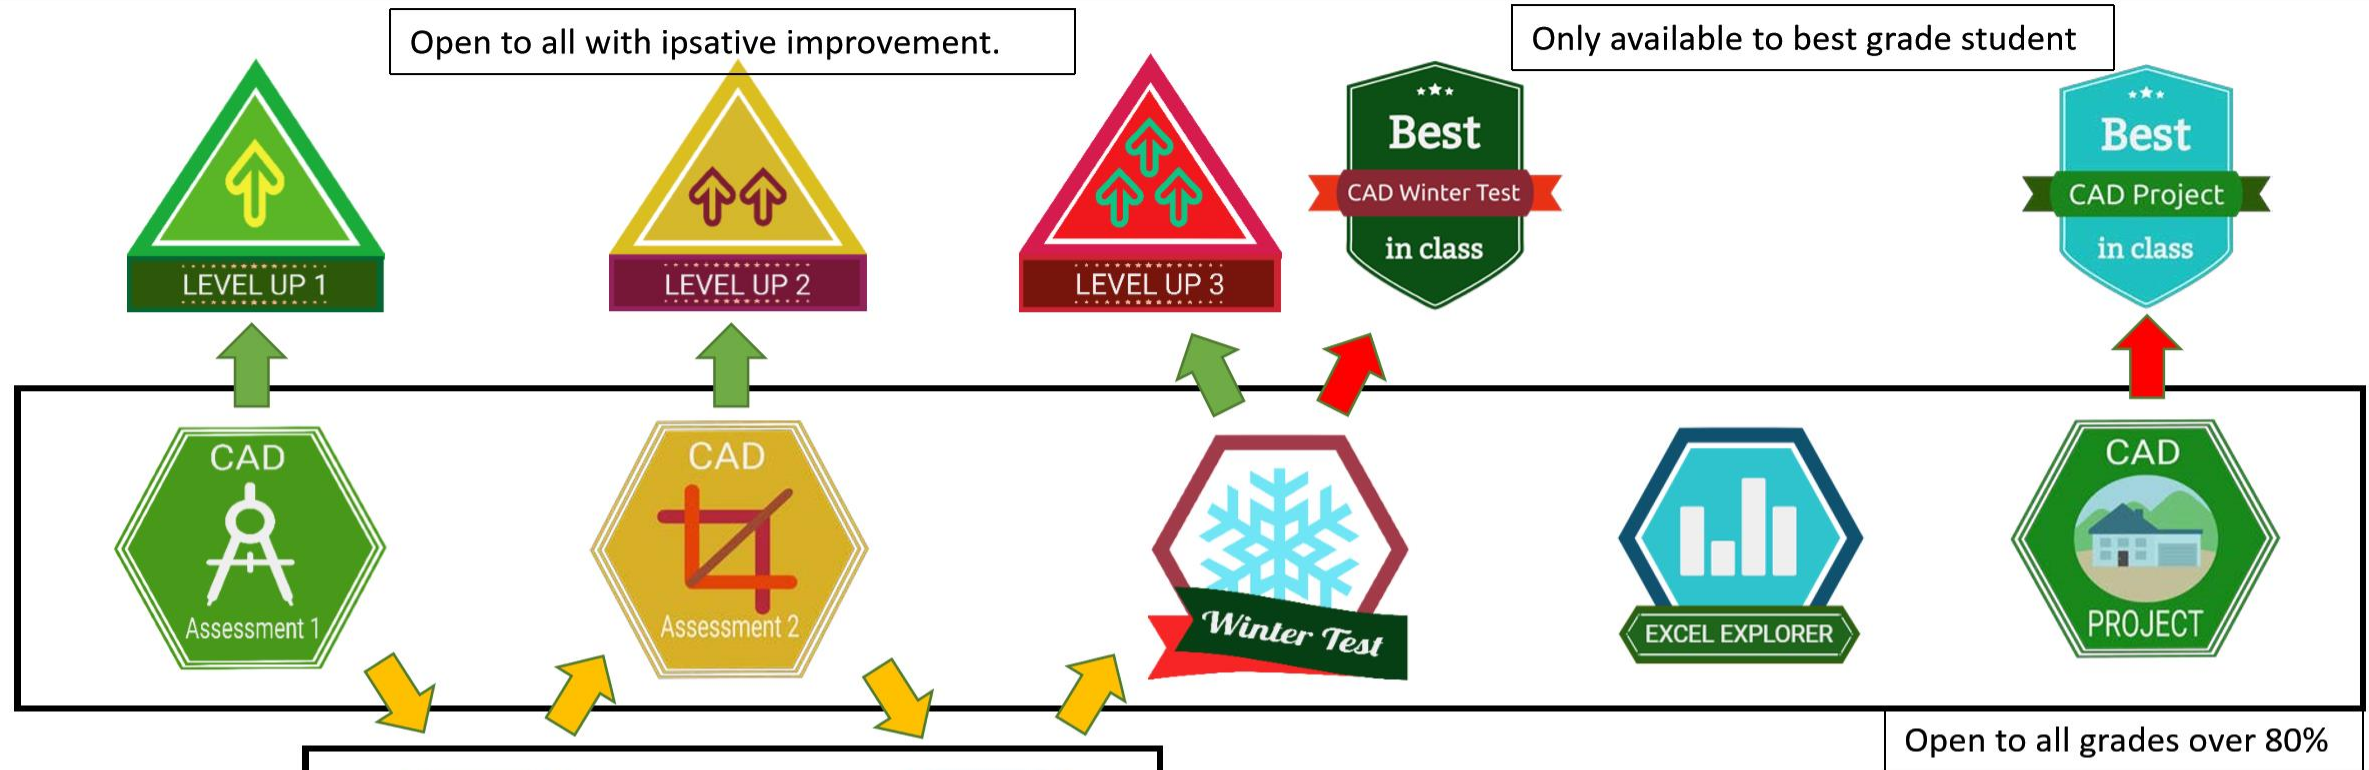 Open to all with ipsative improvement.
Only available to best grade student
LEVEL UP 1
LEVEL UP 2
LEVEL UP 3
Best
CAD Winter Test
in class
Best
CAD Project
in class
CAD
Assessment 1
CAD
Assessment 2
Winter Test
EXCEL EXPLORER
CAD
PROJECT
Open to all grades over 80%